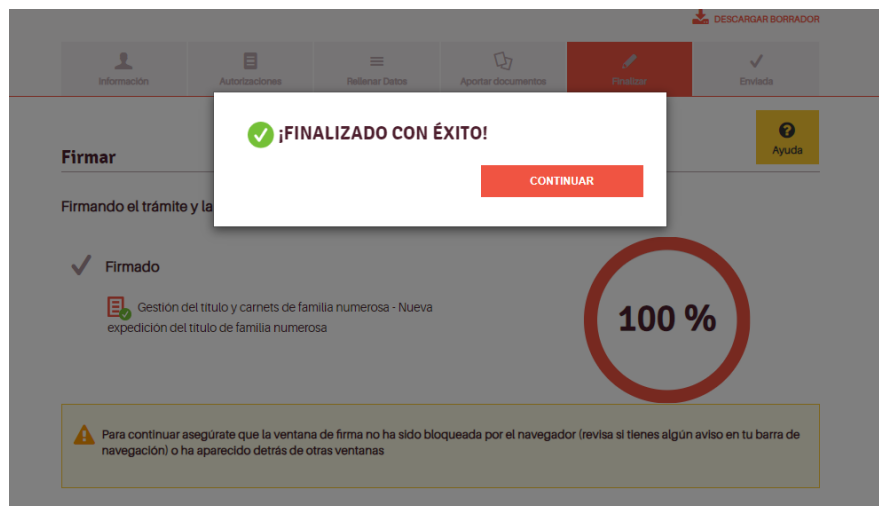 DESCARGAR BORRADOR
Información
Autorizaciones
Rellenar Datos
Aportar documentos
Finalizar
Enviada
¡FINALIZADO CON ÉXITO!
CONTINUAR
Ayuda
Firmar
Firmando el trámite y la
Firmado
Gestión del titulo y carnets de familia numerosa - Nueva
expedición del titulo de familia numerosa
100 %
Para continuar asegúrate que la ventana de firma no ha sido bloqueada por el navegador (revisa si tienes algún aviso en tu barra de
navegación) o ha aparecido detrás de otras ventanas